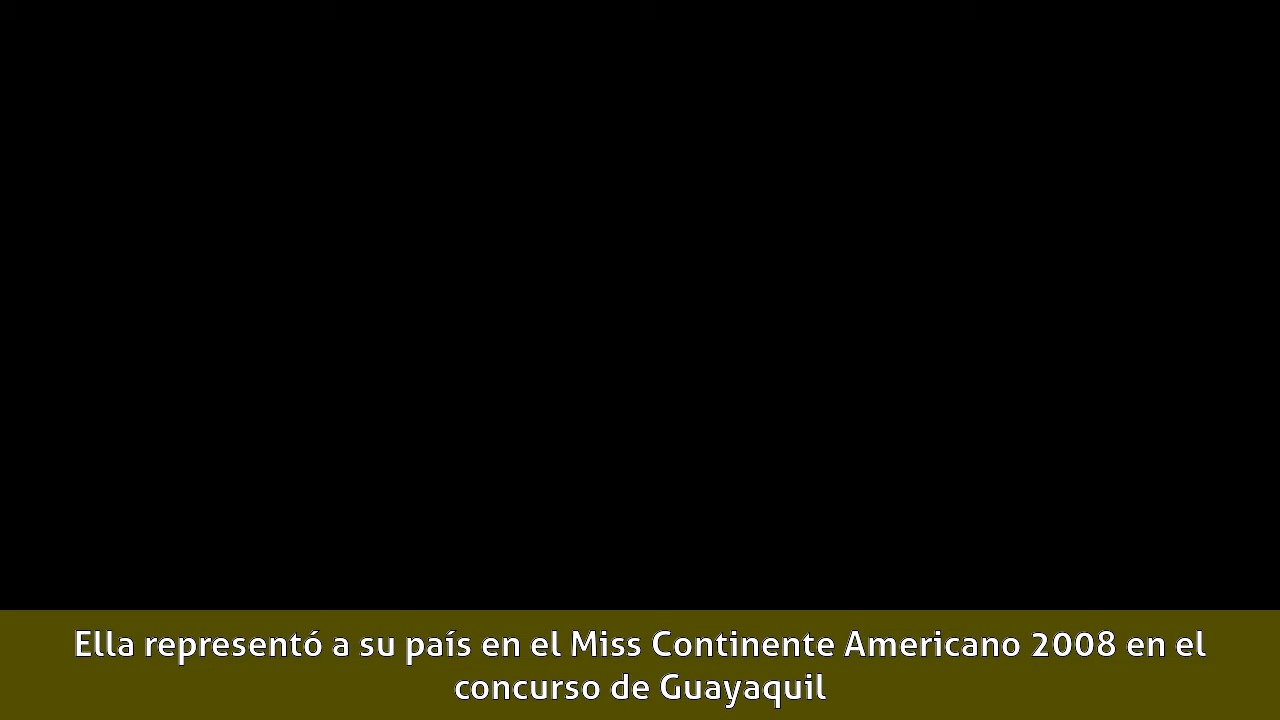 Ella representó a su país en el Miss Continente Americano 2008 en el
concurso de Guayaquil